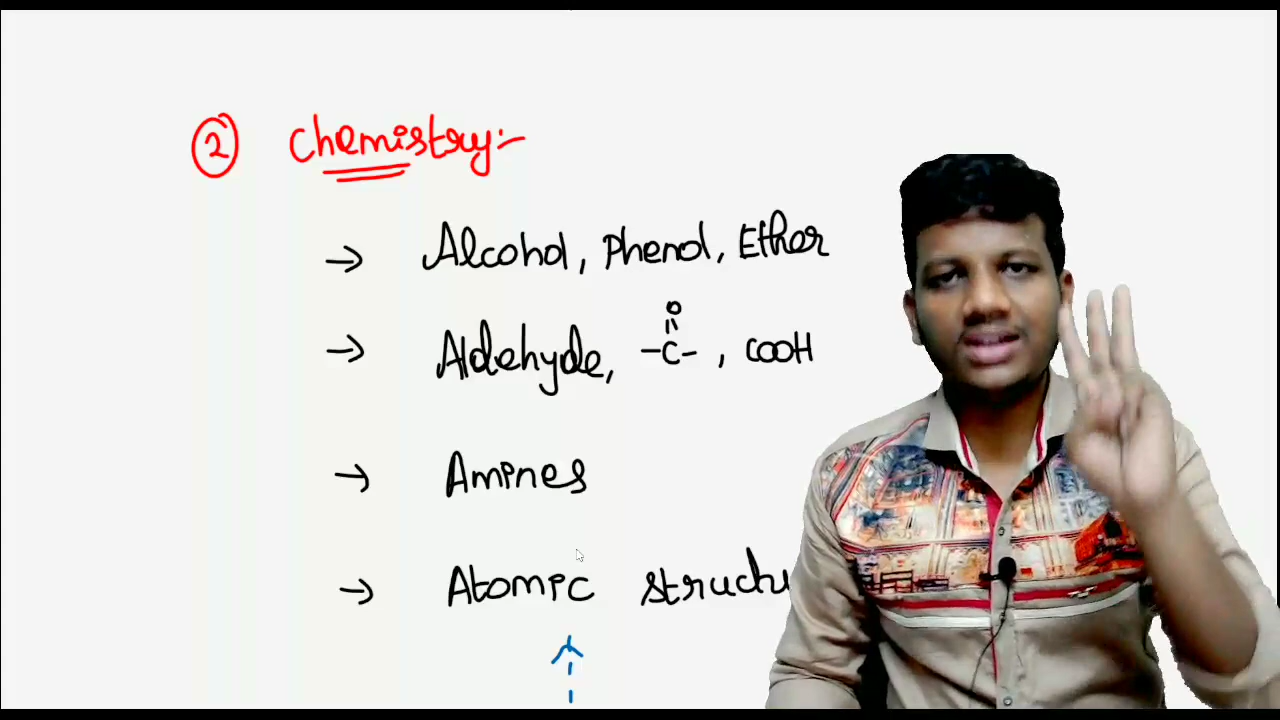 ② Chemistry:-
→ Alcohol, Phenol, Ether
→ Aldehyde, -C-, COOH
O
→ Amines
→ Atomic structu